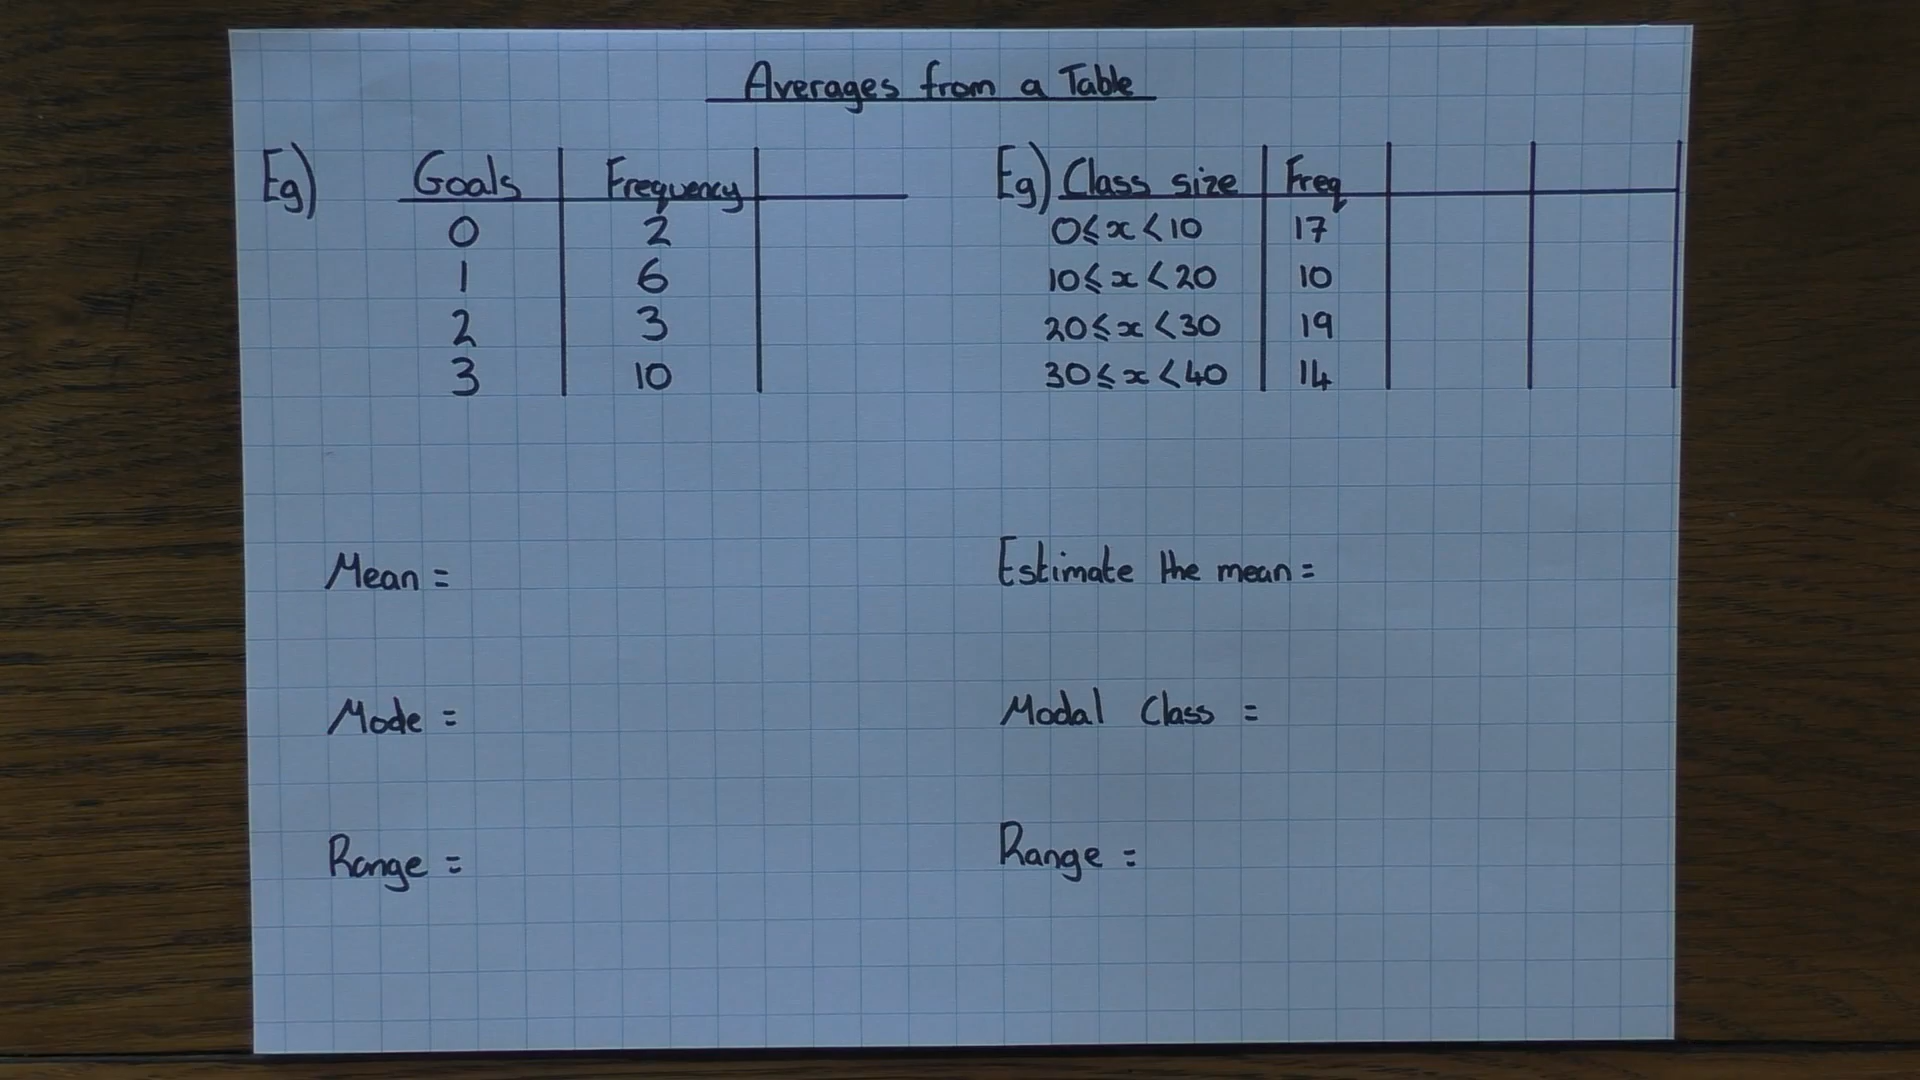 Averages from a Table
Eg) Goals Frequency
0 2
1 6
2 3
3 10
Mean =
Mode =
Range =
Eg) Class size Freq
0≤x<10 17
10≤x<20 10
20≤x<30 19
30≤x<40 14
Estimate the mean =
Modal Class =
Range =